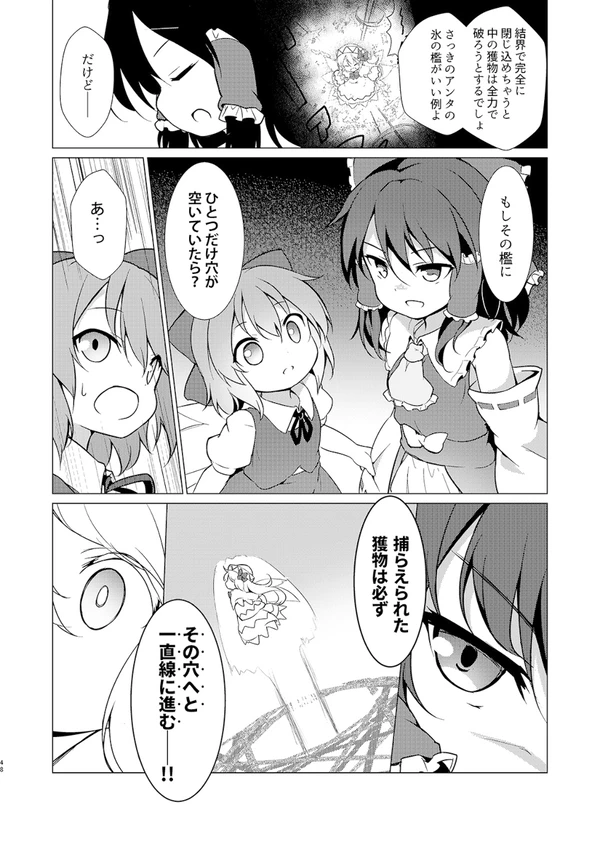 結界で完全に
閉じ込めちゃうと
中の獲物は全力で
破ろうとするでしょ
さっきのアンタの
氷の檻がいい例よ
だけど――
もしその檻に
ひとつだけ穴が
空いていたら？
あ…っ
捕らえられた
獲物は必ず
その穴へと
一直線に進む――!!
48